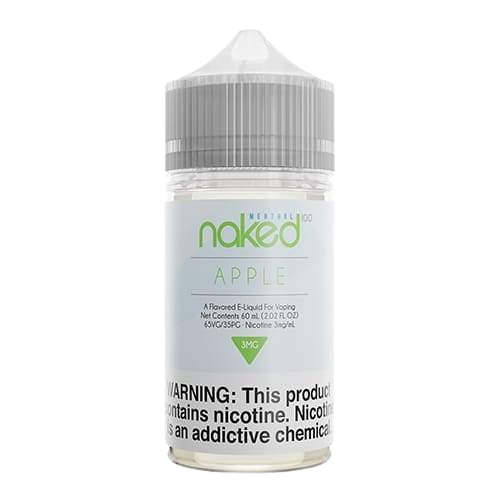 MENTHOL
naked 100
APPLE
A Flavored E-Liquid For Vaping
Net Contents 60 mL (2.02 FL OZ)
65VG/35PG · Nicotine 3mg/mL
3MG
WARNING: This product
contains nicotine. Nicotine
is an addictive chemical.